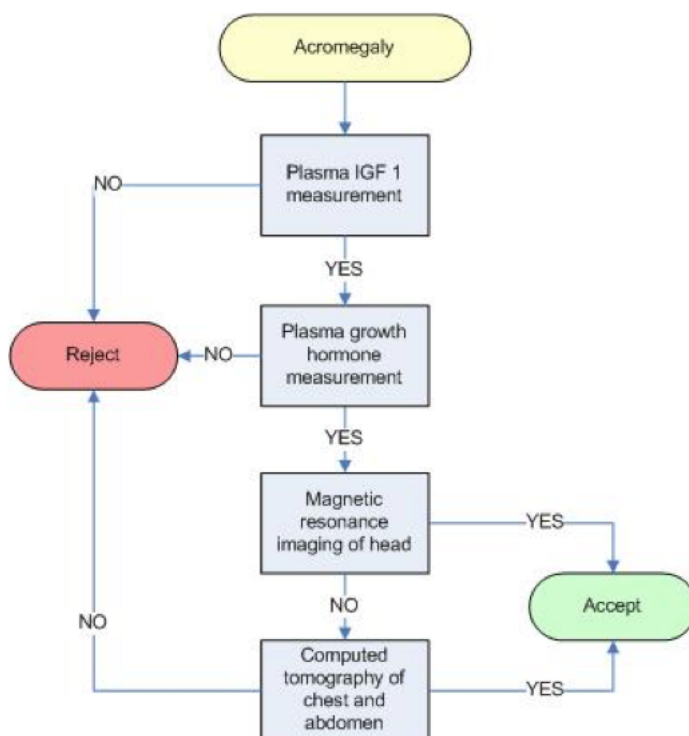 Acromegaly
Plasma IGF 1
measurement
NO
YES
Plasma growth
hormone
measurement
NO
Reject
YES
Magnetic
resonance
imaging of head
YES
NO
Accept
NO
Computed
tomography of
chest and
abdomen
YES